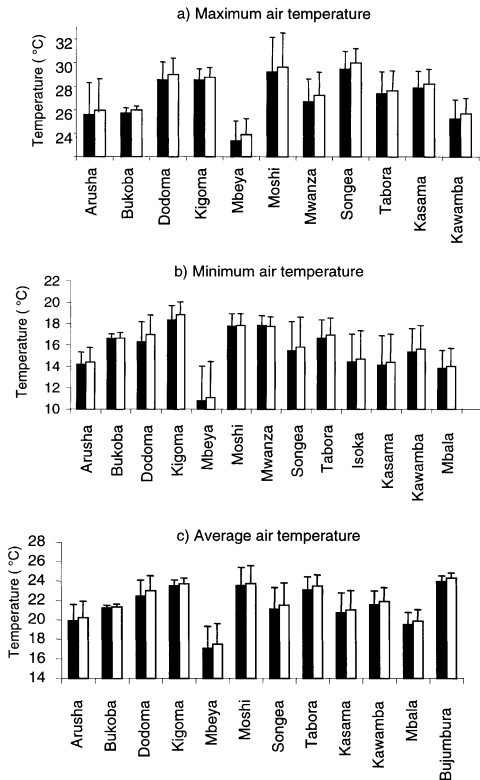 a) Maximum air temperature
Temperature ( °C)
32
30
28
26
24
Arusha
Bukoba
Dodoma
Kigoma
Mbeya
Moshi
Mwanza
Songea
Tabora
Kasama
Kawamba
b) Minimum air temperature
Temperature ( °C)
22
20
18
16
14
12
10
Arusha
Bukoba
Dodoma
Kigoma
Mbeya
Moshi
Mwanza
Songea
Tabora
Isoka
Kasama
Kawamba
Mbala
c) Average air temperature
Temperature ( °C)
28
26
24
22
20
18
16
14
Arusha
Bukoba
Dodoma
Kigoma
Mbeya
Moshi
Songea
Tabora
Kasama
Kawamba
Mbala
Bujumbura